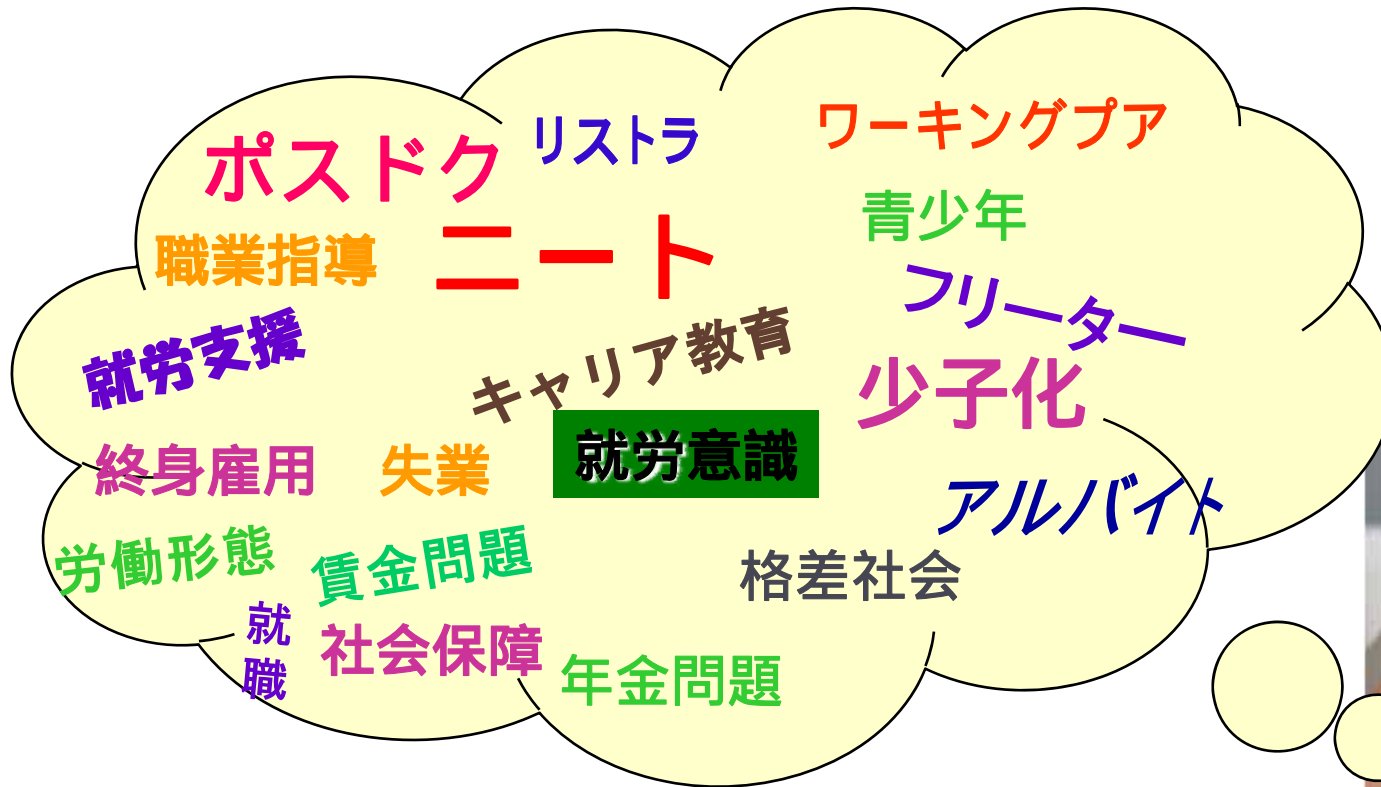 ポスドク
リストラ
ワーキングプア
青少年
職業指導
ニート
フリーター
就労支援
キャリア教育
少子化
就労意識
終身雇用
失業
アルバイト
労働形態
賃金問題
格差社会
就職
社会保障
年金問題